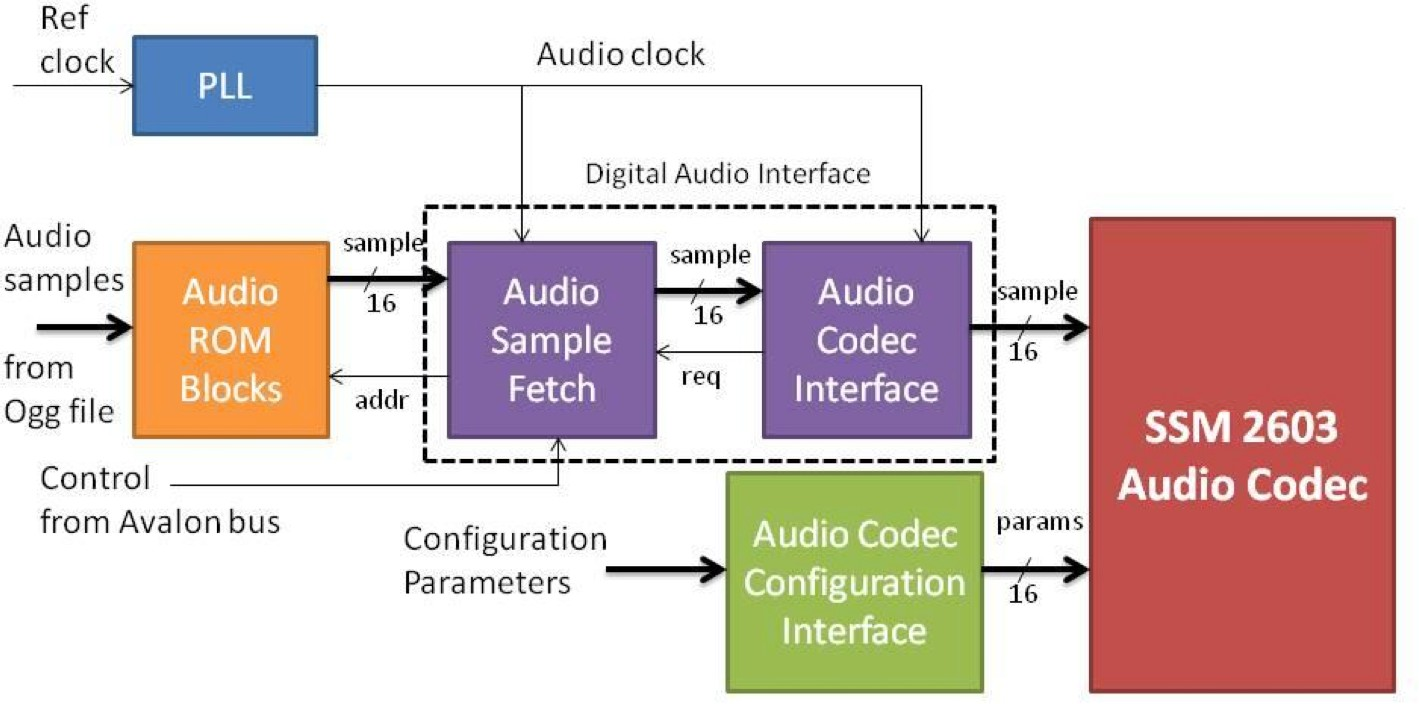 Ref
clock
PLL
Audio clock
Digital Audio Interface
Audio
samples
from
Ogg file
Audio
ROM
Blocks
sample
16
addr
Audio
Sample
Fetch
sample
16
req
Audio
Codec
Interface
sample
16
SSM 2603
Audio Codec
Control
from Avalon bus
Configuration
Parameters
Audio Codec
Configuration
Interface
params
16